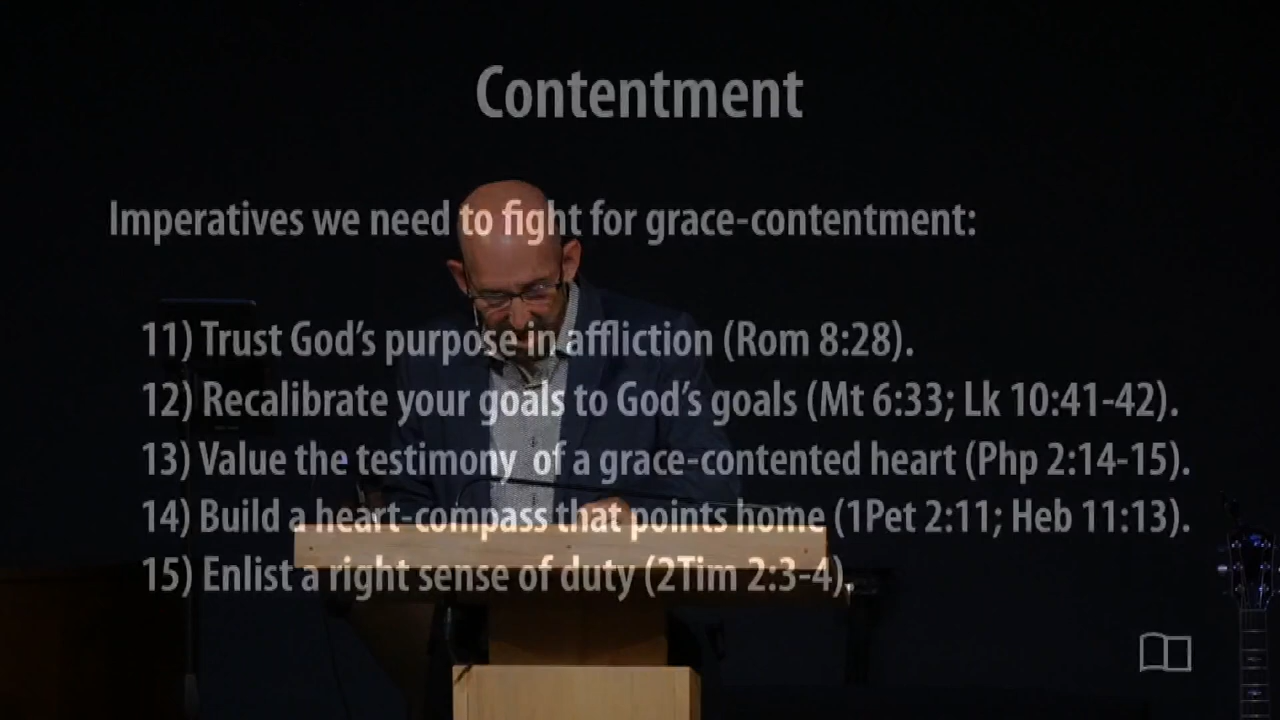 Contentment
Imperatives we need to fight for grace-contentment:
11) Trust God's purpose in affliction (Rom 8:28).
12) Recalibrate your goals to God's goals (Mt 6:33; Lk 10:41-42).
13) Value the testimony of a grace-contented heart (Php 2:14-15).
14) Build a heart-compass that points home (1Pet 2:11; Heb 11:13).
15) Enlist a right sense of duty (2Tim 2:3-4).